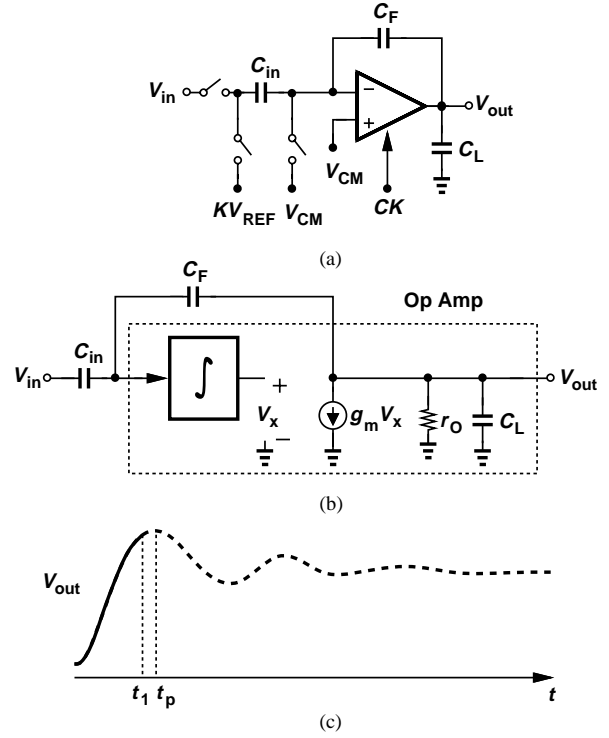 C_F
C_in
V_in
−
+
V_out
V_CM
C_L
KV_REF
V_CM
CK
(a)
C_F
Op Amp
C_in
V_in
∫
+
V_x
−
g_m V_x
r_O
C_L
V_out
(b)
V_out
t_1 t_p
t
(c)